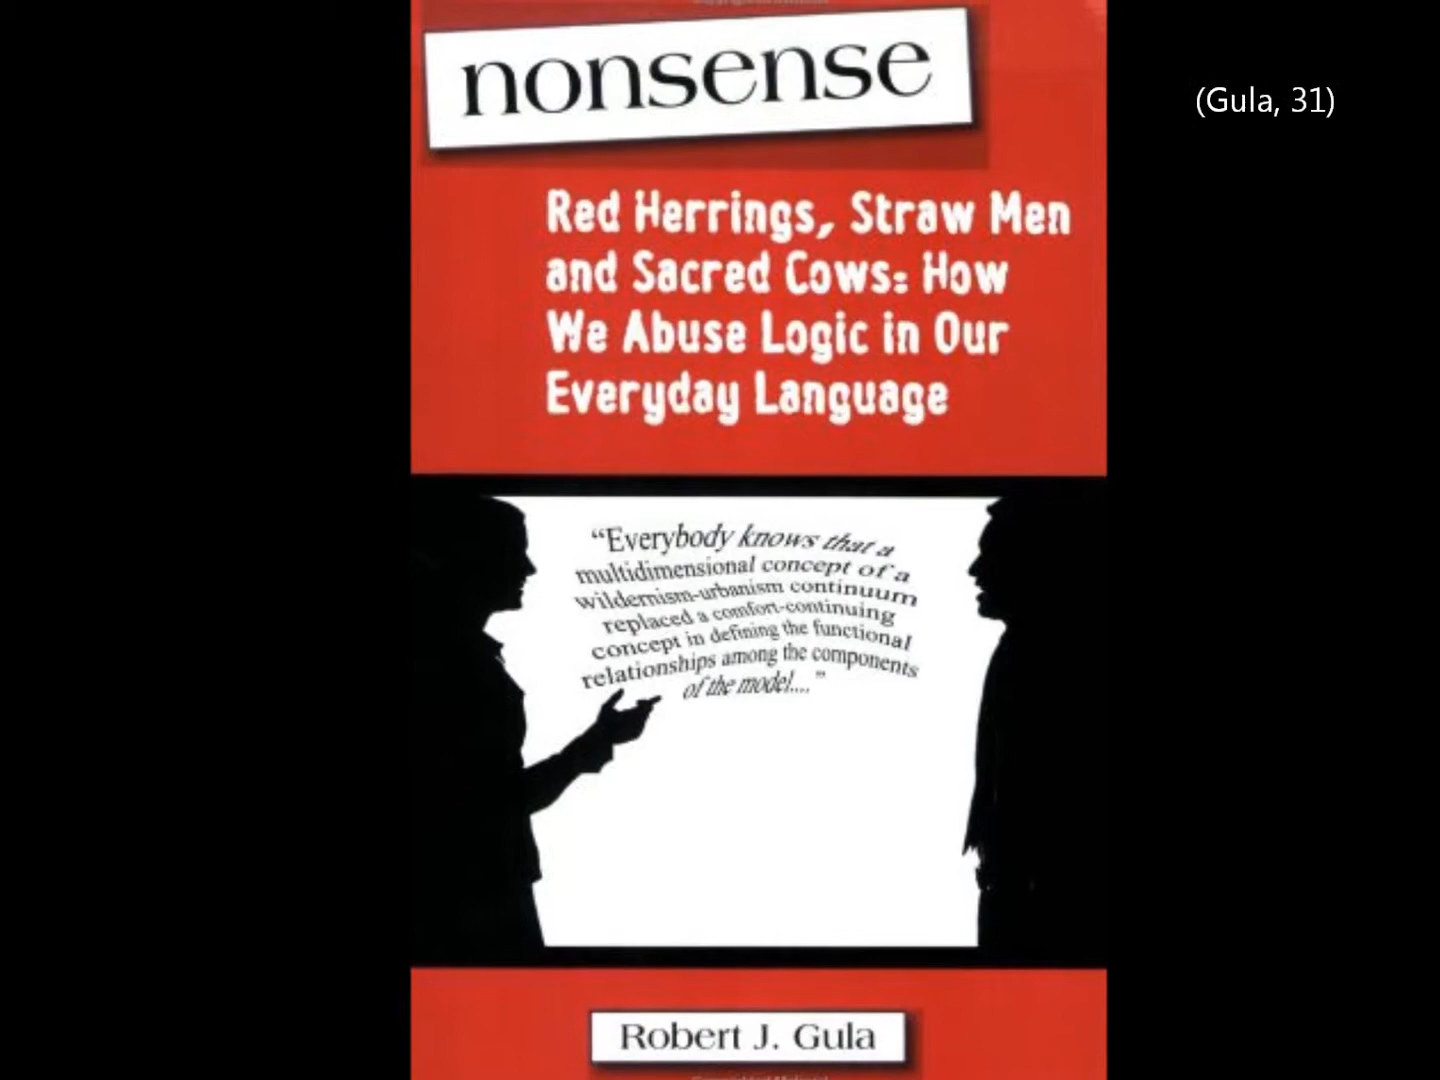 nonsense
(Gula, 31)
Red Herrings, Straw Men
and Sacred Cows: How
We Abuse Logic in Our
Everyday Language
“Everybody knows that a
multidimensional concept of a
wildernism-urbanism continuum
replaced a comfort-continuing
concept in defining the functional
relationships among the components
of the model....”
Robert J. Gula